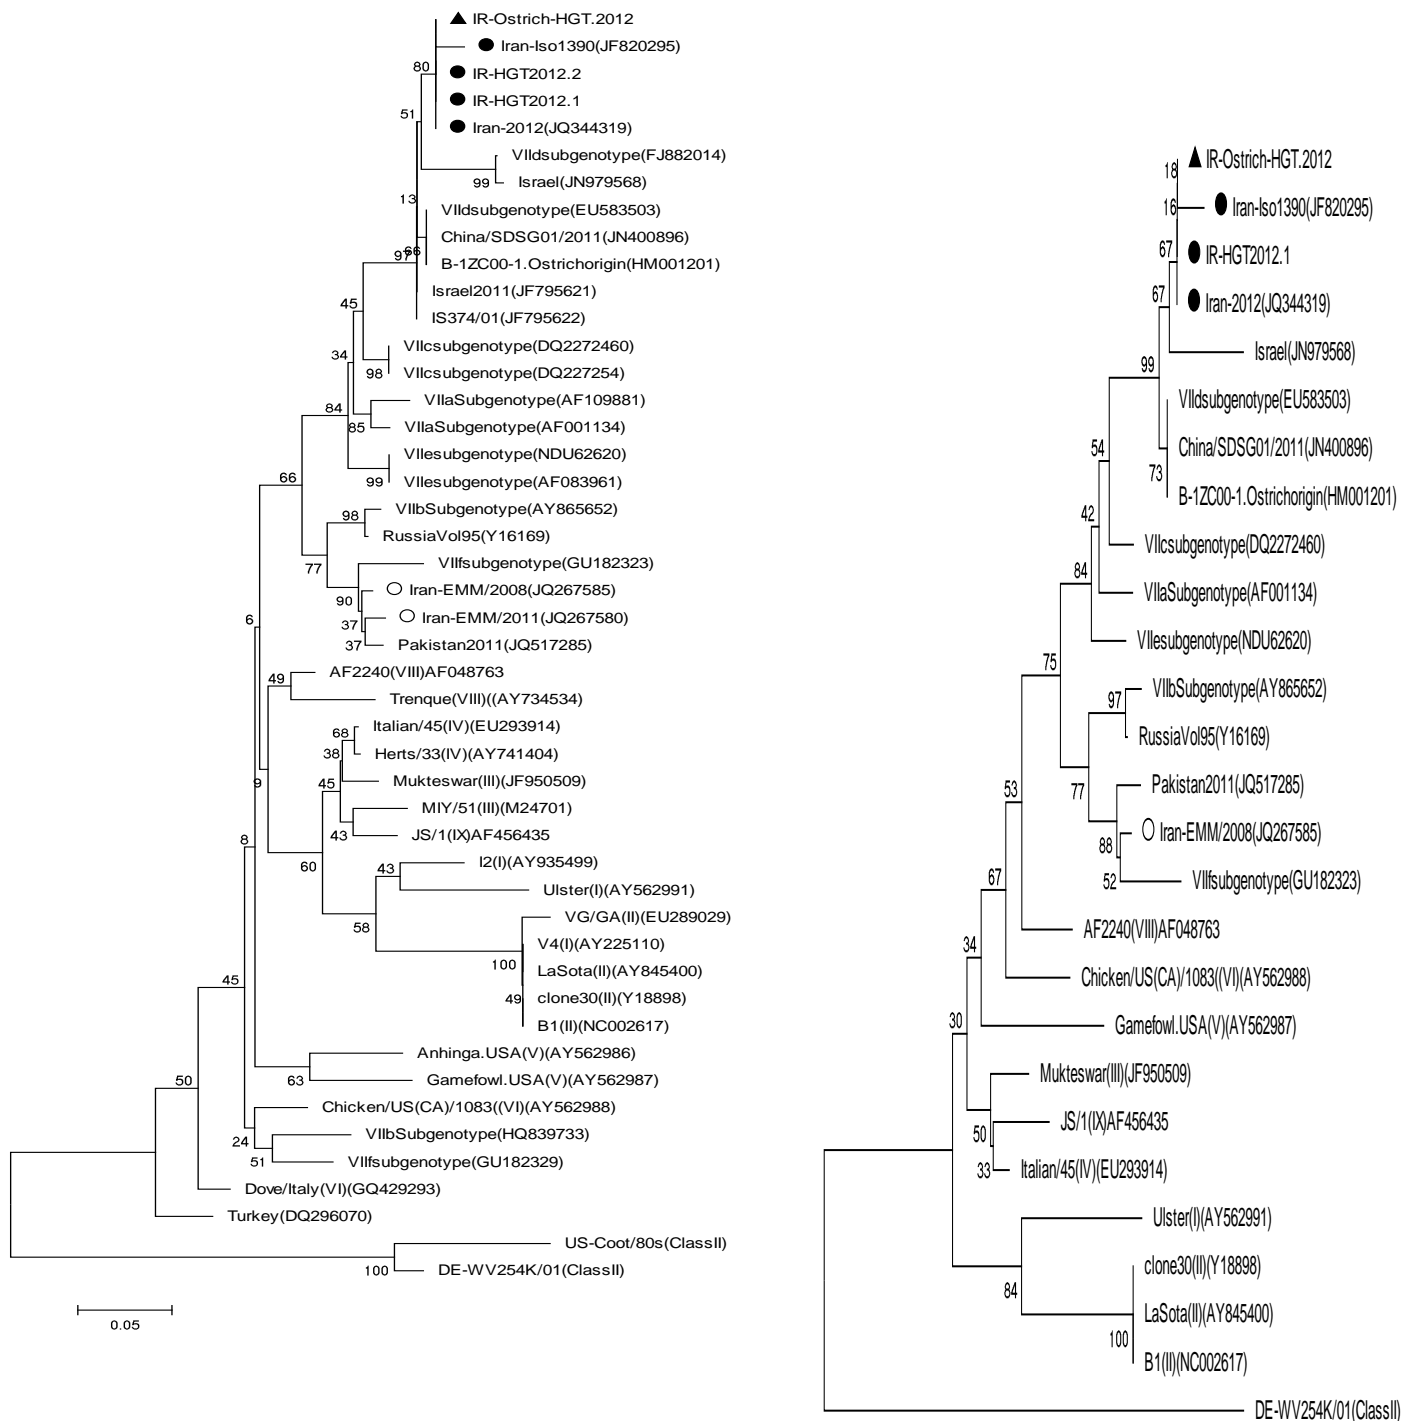 IR-Ostrich-HGT.2012
Iran-Iso1390(JF820295)
80
IR-HGT2012.2
IR-HGT2012.1
51
Iran-2012(JQ344319)
VIIdsubgenotype(FJ882014)
99
Israel(JN979568)
13
VIIdsubgenotype(EU583503)
China/SDSG01/2011(JN400896)
97
66
B-1ZC00-1.Ostrichorigin(HM001201)
Israel2011(JF795621)
45
IS374/01(JF795622)
34
VIIcsubgenotype(DQ2272460)
98
VIIcsubgenotype(DQ227254)
84
VIIaSubgenotype(AF109881)
85
VIIaSubgenotype(AF001134)
VIIesubgenotype(NDU62620)
66
99
VIIesubgenotype(AF083961)
98
VIIbSubgenotype(AY865652)
RussiaVol95(Y16169)
77
VIIfsubgenotype(GU182323)
90
Iran-EMM/2008(JQ267585)
6
37
Iran-EMM/2011(JQ267580)
37
Pakistan2011(JQ517285)
49
AF2240(VIII)AF048763
Trenque(VIII)((AY734534)
68
Italian/45(IV)(EU293914)
38
Herts/33(IV)(AY741404)
9
45
Mukteswar(III)(JF950509)
MIY/51(III)(M24701)
8
43
JS/1(IX)AF456435
60
43
I2(I)(AY935499)
Ulster(I)(AY562991)
58
VG/GA(II)(EU289029)
V4(I)(AY225110)
100
LaSota(II)(AY845400)
45
49
clone30(II)(Y18898)
B1(II)(NC002617)
Anhinga.USA(V)(AY562986)
50
63
Gamefowl.USA(V)(AY562987)
Chicken/US(CA)/1083((VI)(AY562988)
24
VIIbSubgenotype(HQ839733)
51
VIIfsubgenotype(GU182329)
Dove/Italy(VI)(GQ429293)
Turkey(DQ296070)
US-Coot/80s(ClassII)
100
DE-WV254K/01(ClassII)
0.05
18
IR-Ostrich-HGT.2012
16
Iran-Iso1390(JF820295)
67
IR-HGT2012.1
67
Iran-2012(JQ344319)
99
Israel(JN979568)
VIIdsubgenotype(EU583503)
54
China/SDSG01/2011(JN400896)
73
B-1ZC00-1.Ostrichorigin(HM001201)
42
VIIcsubgenotype(DQ2272460)
84
VIIaSubgenotype(AF001134)
75
VIIesubgenotype(NDU62620)
97
VIIbSubgenotype(AY865652)
RussiaVol95(Y16169)
53
77
Pakistan2011(JQ517285)
88
Iran-EMM/2008(JQ267585)
67
52
VIIfsubgenotype(GU182323)
34
AF2240(VIII)AF048763
Chicken/US(CA)/1083((VI)(AY562988)
30
Gamefowl.USA(V)(AY562987)
Mukteswar(III)(JF950509)
50
JS/1(IX)AF456435
33
Italian/45(IV)(EU293914)
Ulster(I)(AY562991)
84
clone30(II)(Y18898)
LaSota(II)(AY845400)
100
B1(II)(NC002617)
DE-WV254K/01(ClassII)